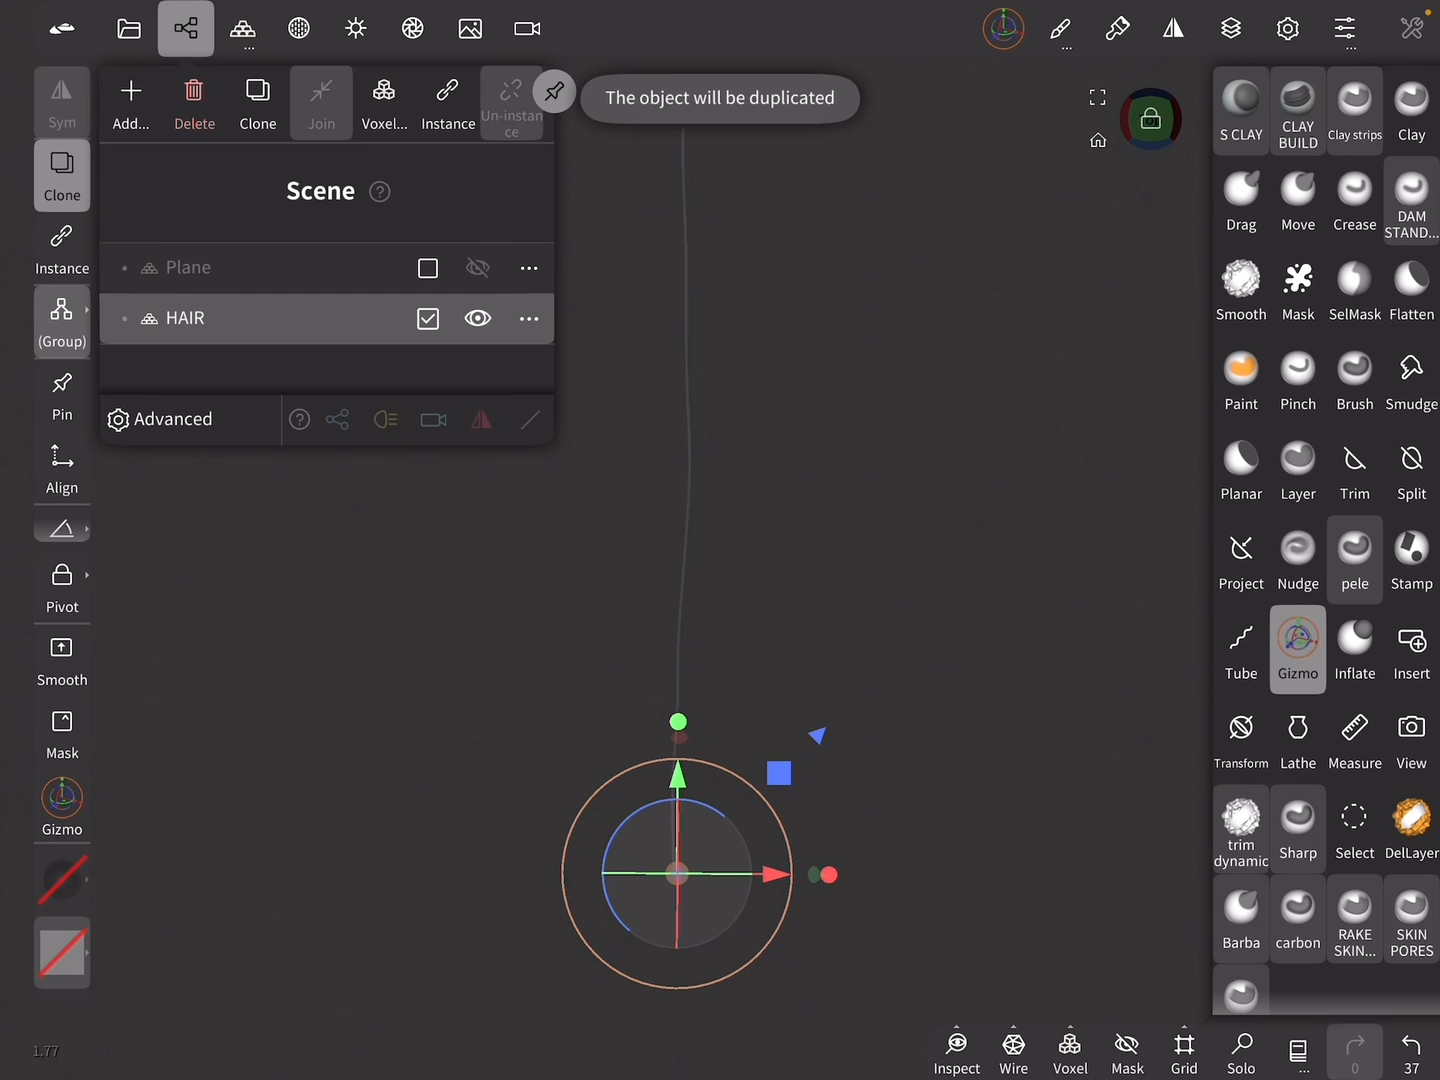 Sym
Clone
Instance
(Group)
Pin
Align
Pivot
Smooth
Mask
Gizmo
1.77
Add...
Delete
Clone
Join
Voxel...
Instance
Un-instan
ce
The object will be duplicated
Scene
Plane
HAIR
Advanced
S CLAY
CLAY
BUILD
Clay strips
Clay
Drag
Move
Crease
DAM
STAND...
Smooth
Mask
SelMask
Flatten
Paint
Pinch
Brush
Smudge
Planar
Layer
Trim
Split
Project
Nudge
pele
Stamp
Tube
Gizmo
Inflate
Insert
Transform
Lathe
Measure
View
trim
dynamic
Sharp
Select
DelLayer
Barba
carbon
RAKE
SKIN...
SKIN
PORES
Inspect
Wire
Voxel
Mask
Grid
Solo
...
0
37